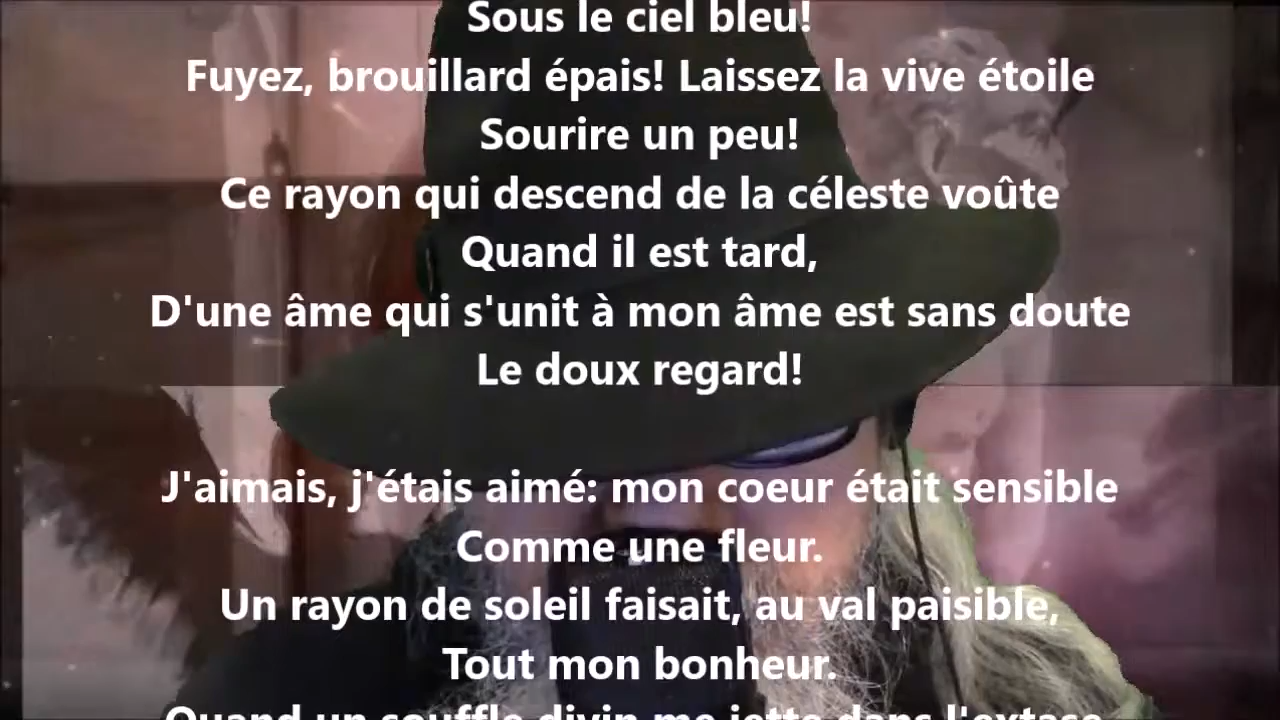 Sous le ciel bleu!
Fuyez, brouillard épais! Laissez la vive étoile
Sourire un peu!
Ce rayon qui descend de la céleste voûte
Quand il est tard,
D'une âme qui s'unit à mon âme est sans doute
Le doux regard!
J'aimais, j'étais aimé: mon coeur était sensible
Comme une fleur.
Un rayon de soleil faisait, au val paisible,
Tout mon bonheur.
Quand un souffle divin me jette dans l'extase